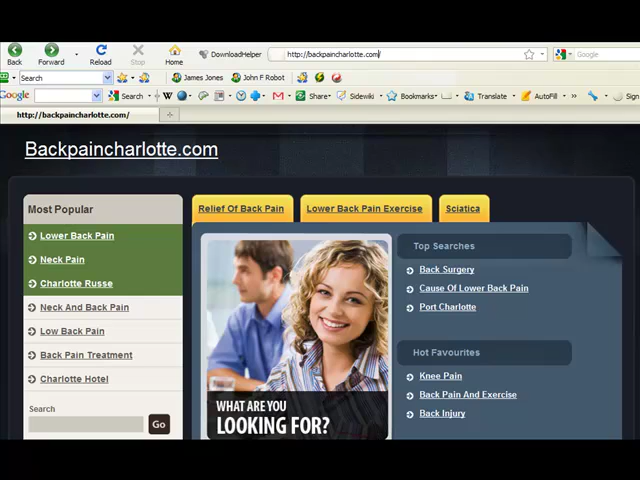 Back Forward Reload Stop Home DownloadHelper http://backpaincharlotte.com/ Google
Search James Jones John F Robot
Google Search Share Sidewiki Bookmarks Translate AutoFill Sign
http://backpaincharlotte.com/
Backpaincharlotte.com
Most Popular
Lower Back Pain
Neck Pain
Charlotte Russe
Neck And Back Pain
Low Back Pain
Back Pain Treatment
Charlotte Hotel
Search
Go
Relief Of Back Pain Lower Back Pain Exercise Sciatica
WHAT ARE YOU
LOOKING FOR?
Top Searches
Back Surgery
Cause Of Lower Back Pain
Port Charlotte
Hot Favourites
Knee Pain
Back Pain And Exercise
Back Injury